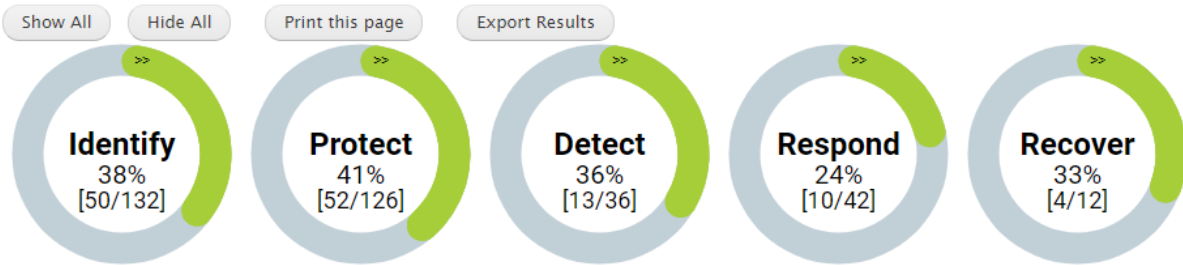 Show All Hide All Print this page Export Results
>> >> >> >> >>
Identify Protect Detect Respond Recover
38% 41% 36% 24% 33%
[50/132] [52/126] [13/36] [10/42] [4/12]